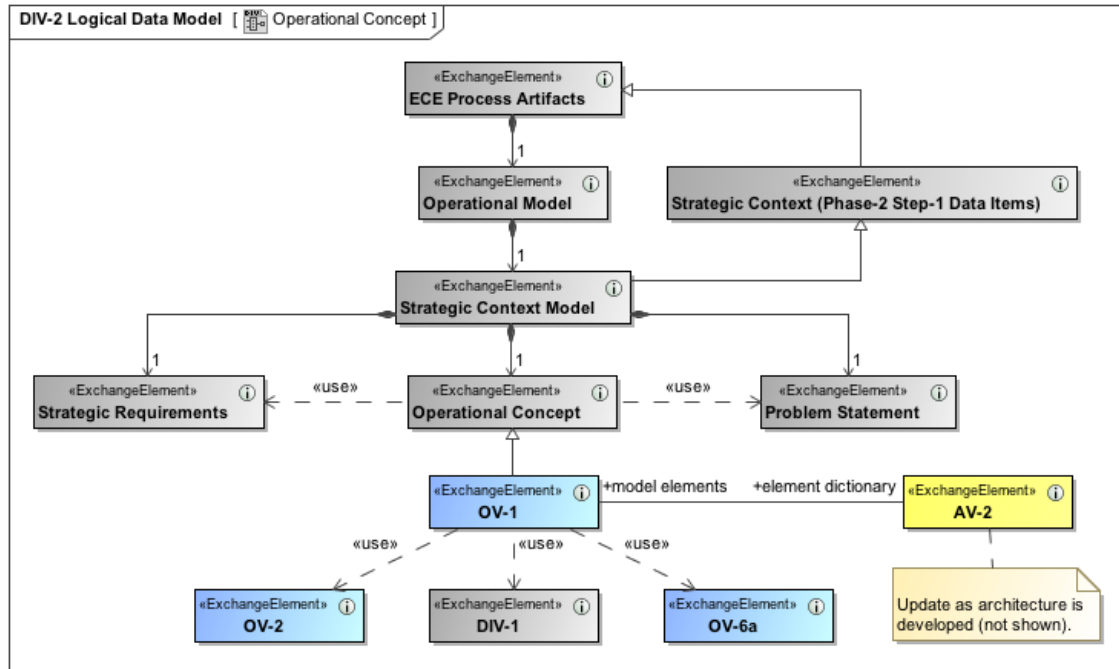 DIV-2 Logical Data Model [ DIV Operational Concept ]
«ExchangeElement»
ECE Process Artifacts
1
«ExchangeElement»
Operational Model
«ExchangeElement»
Strategic Context (Phase-2 Step-1 Data Items)
1
«ExchangeElement»
Strategic Context Model
1
1
1
«ExchangeElement»
Strategic Requirements
«use»
«ExchangeElement»
Operational Concept
«use»
«ExchangeElement»
Problem Statement
«ExchangeElement»
OV-1
+model elements
+element dictionary
«ExchangeElement»
AV-2
«use»
«use»
«use»
«ExchangeElement»
OV-2
«ExchangeElement»
DIV-1
«ExchangeElement»
OV-6a
Update as architecture is
developed (not shown).